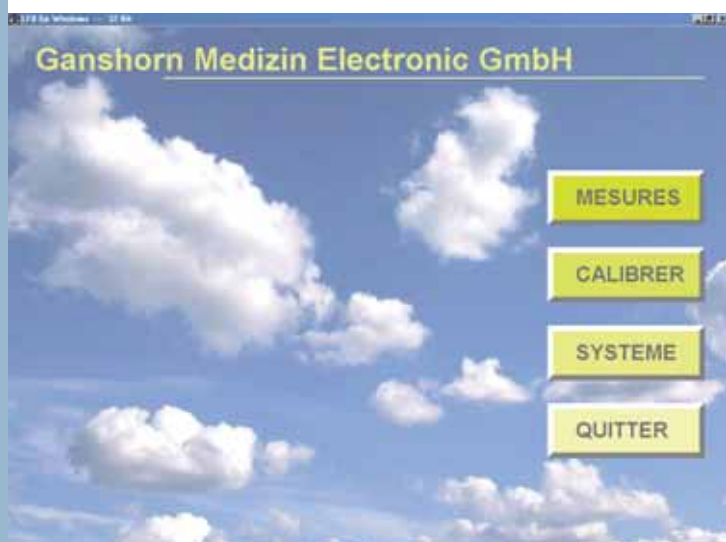 Ganshorn Medizin Electronic GmbH
MESURES
CALIBRER
SYSTEME
QUITTER